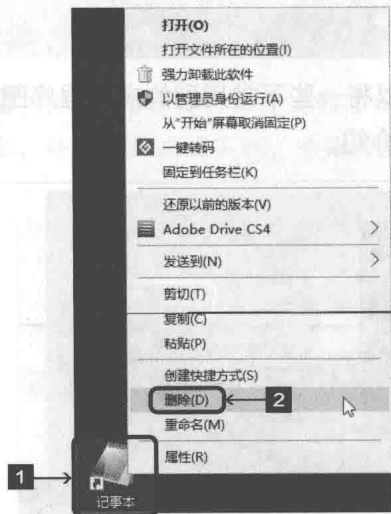 打开(O)
打开文件所在的位置(I)
强力卸载此软件
以管理员身份运行(A)
从"开始"屏幕取消固定(P)
一键转码
固定到任务栏(K)
还原以前的版本(V)
Adobe Drive CS4
发送到(N)
剪切(T)
复制(C)
粘贴(P)
创建快捷方式(S)
删除(D)
2
重命名(M)
属性(R)
1
记事本